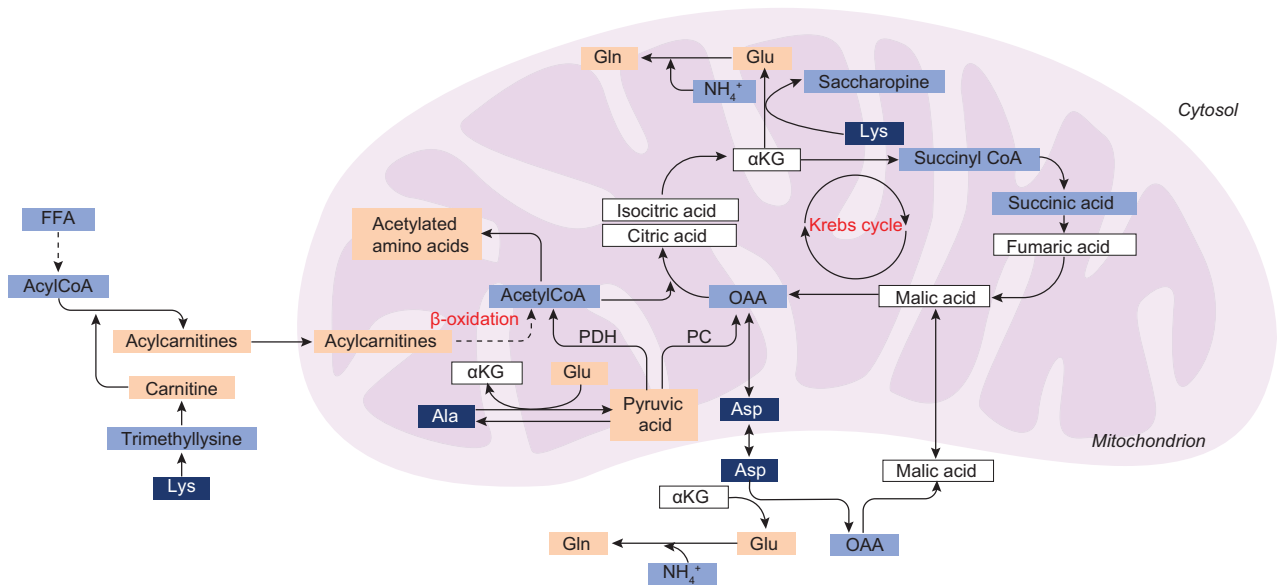 Gln
Glu
NH₄⁺
Saccharopine
Cytosol
Lys
αKG
Succinyl CoA
FFA
Acetylated
amino acids
Isocitric acid
Citric acid
Krebs cycle
Succinic acid
Fumaric acid
AcylCoA
AcetylCoA
OAA
Malic acid
β-oxidation
Acylcarnitines
Acylcarnitines
PDH
PC
αKG
Glu
Carnitine
Ala
Pyruvic
acid
Asp
Trimethyllysine
Mitochondrion
Lys
Asp
Malic acid
αKG
Gln
Glu
OAA
NH₄⁺